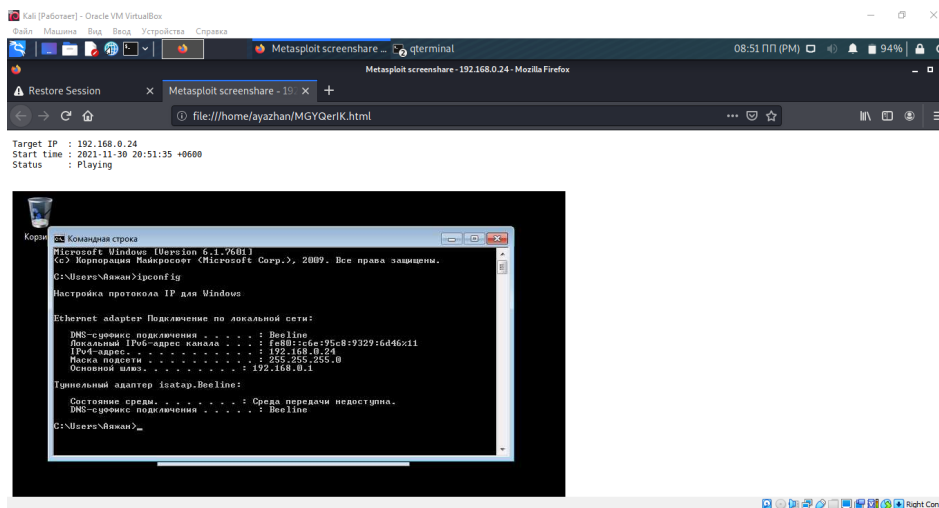 Kali [Работает] - Oracle VM VirtualBox
Файл Машина Вид Ввод Устройства Справка
Metasploit screenshare ... qterminal 08:51 ПП (PM) 94%
Metasploit screenshare - 192.168.0.24 - Mozilla Firefox
Restore Session Metasploit screenshare - 19
file:///home/ayazhan/MGYQerIK.html
Target IP : 192.168.0.24
Start time : 2021-11-30 20:51:35 +0600
Status : Playing
Корзи
Командная строка
Microsoft Windows [Version 6.1.7601]
(c) Корпорация Майкрософт (Microsoft Corp.), 2009. Все права защищены.
C:\Users\Аяжан>ipconfig
Настройка протокола IP для Windows
Ethernet adapter Подключение по локальной сети:
DNS-суффикс подключения . . . . . : Beeline
Локальный IPv6-адрес канала . . . : fe80::c6e:95c8:9329:6d46%11
IPv4-адрес. . . . . . . . . . . . : 192.168.0.24
Маска подсети . . . . . . . . . . : 255.255.255.0
Основной шлюз. . . . . . . . . : 192.168.0.1
Туннельный адаптер isatap.Beeline:
Состояние среды. . . . . . . . : Среда передачи недоступна.
DNS-суффикс подключения . . . . . : Beeline
C:\Users\Аяжан>_
Right Con